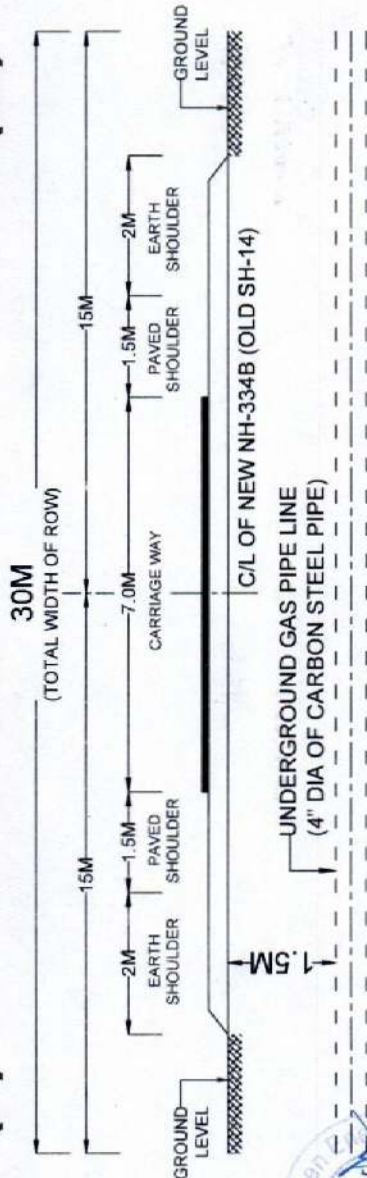 30M
(TOTAL WIDTH OF ROW)
15M
15M
2M
1.5M
7.0M
1.5M
2M
EARTH
SHOULDER
PAVED
SHOULDER
CARRIAGE WAY
PAVED
SHOULDER
EARTH
SHOULDER
GROUND
LEVEL
GROUND
LEVEL
C/L OF NEW NH-334B (OLD SH-14)
1.5M
UNDERGROUND GAS PIPE LINE
(4" DIA OF CARBON STEEL PIPE)